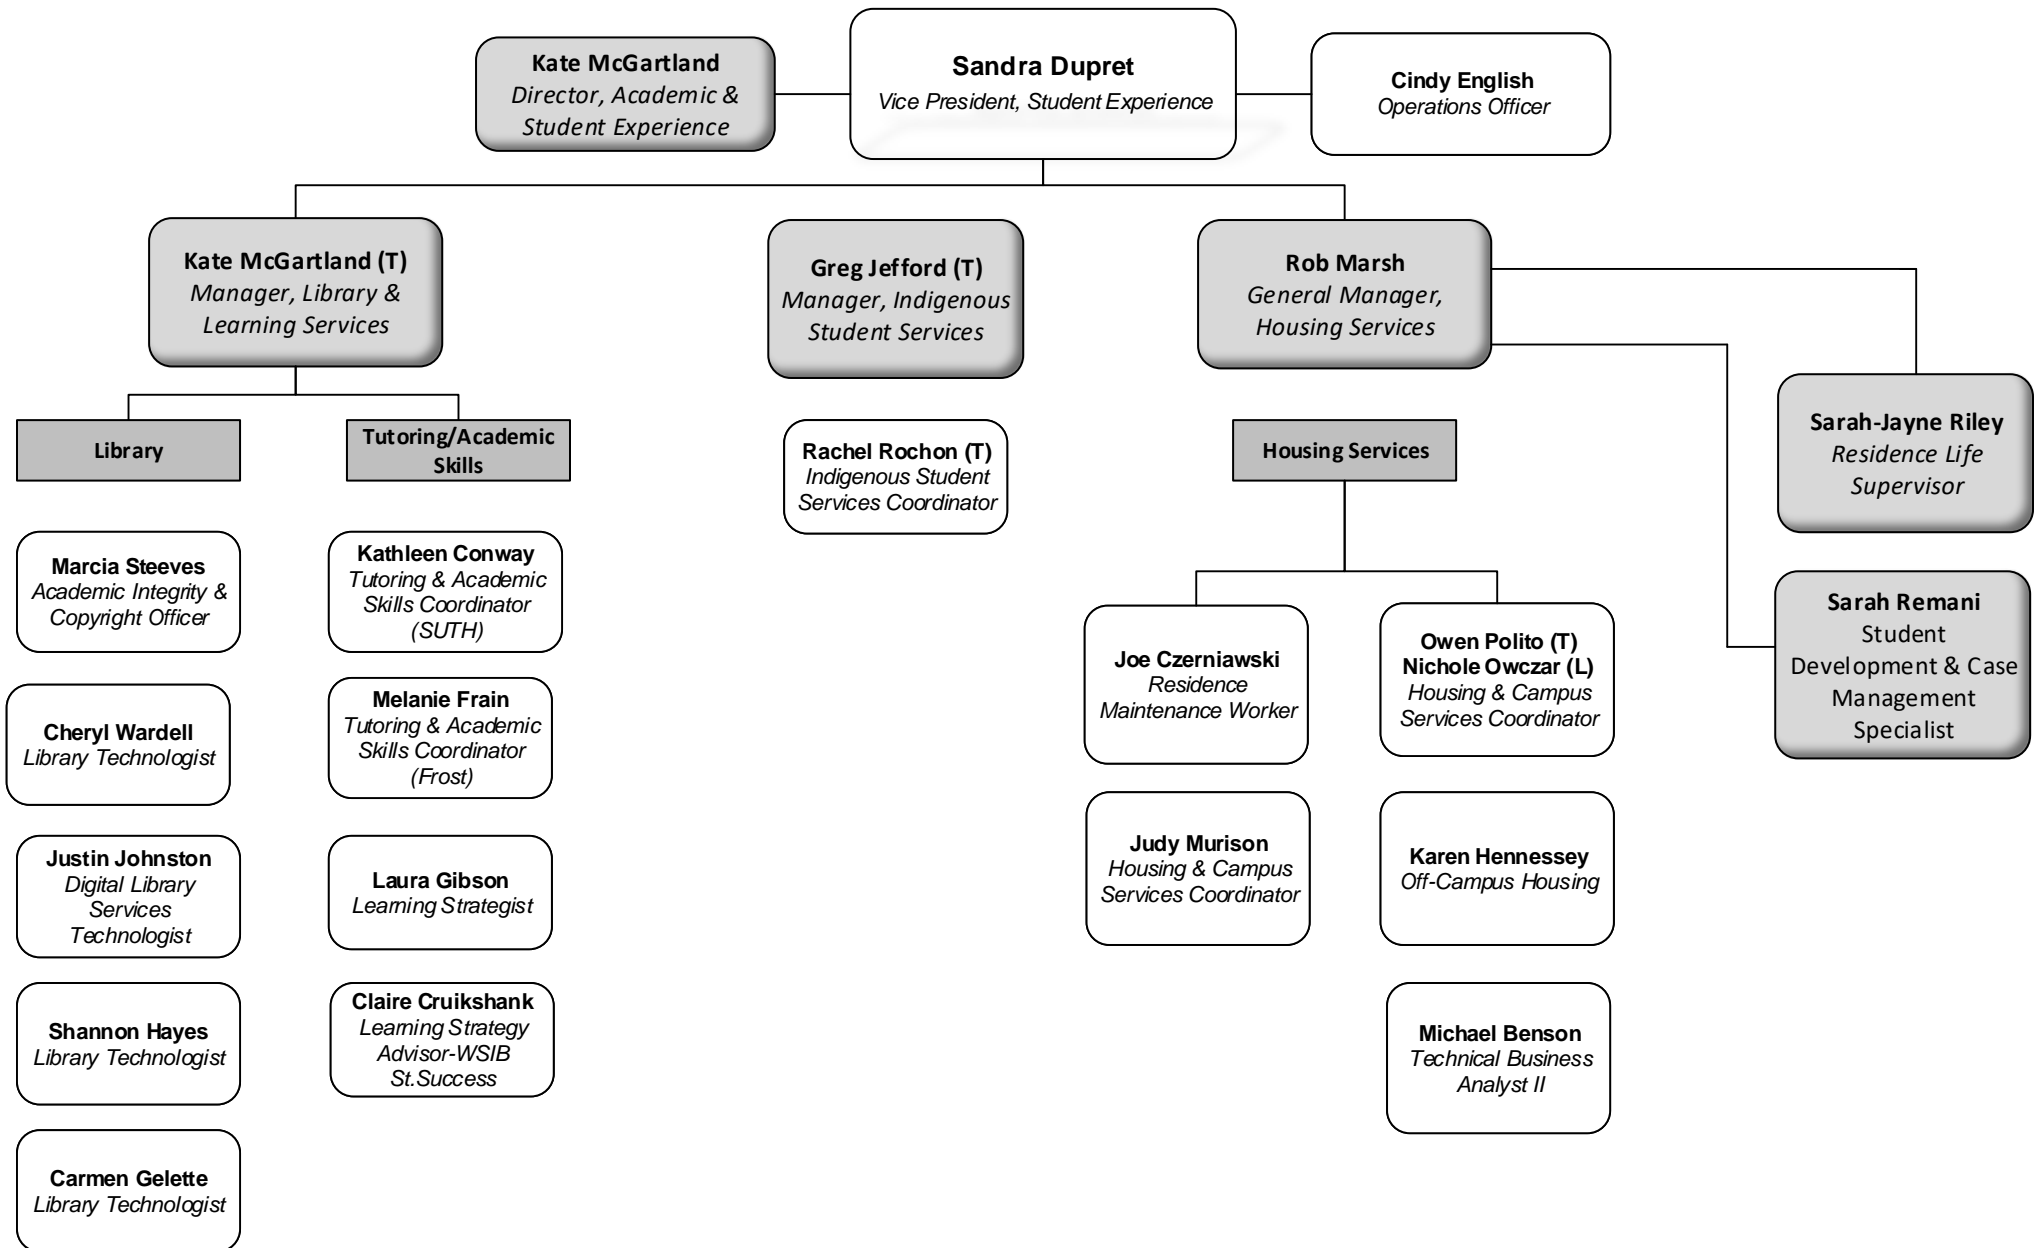 Kate McGartland
Director, Academic &
Student Experience
Sandra Dupret
Vice President, Student Experience
Cindy English
Operations Officer
Kate McGartland (T)
Manager, Library &
Learning Services
Greg Jefford (T)
Manager, Indigenous
Student Services
Rob Marsh
General Manager,
Housing Services
Sarah-Jayne Riley
Residence Life
Supervisor
Sarah Remani
Student
Development & Case
Management
Specialist
Library
Marcia Steeves
Academic Integrity &
Copyright Officer
Cheryl Wardell
Library Technologist
Justin Johnston
Digital Library
Services
Technologist
Shannon Hayes
Library Technologist
Carmen Gelette
Library Technologist
Tutoring/Academic
Skills
Kathleen Conway
Tutoring & Academic
Skills Coordinator
(SUTH)
Melanie Frain
Tutoring & Academic
Skills Coordinator
(Frost)
Laura Gibson
Learning Strategist
Claire Cruikshank
Learning Strategy
Advisor-WSIB
St.Success
Rachel Rochon (T)
Indigenous Student
Services Coordinator
Housing Services
Joe Czerniawski
Residence
Maintenance Worker
Judy Murison
Housing & Campus
Services Coordinator
Owen Polito (T)
Nichole Owczar (L)
Housing & Campus
Services Coordinator
Karen Hennessey
Off-Campus Housing
Michael Benson
Technical Business
Analyst II